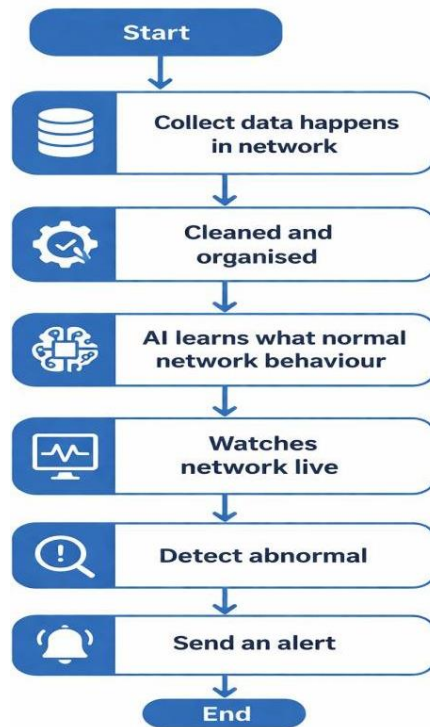 Start
Collect data happens
in network
Cleaned and
organised
AI learns what normal
network behaviour
Watches
network live
Detect abnormal
Send an alert
End